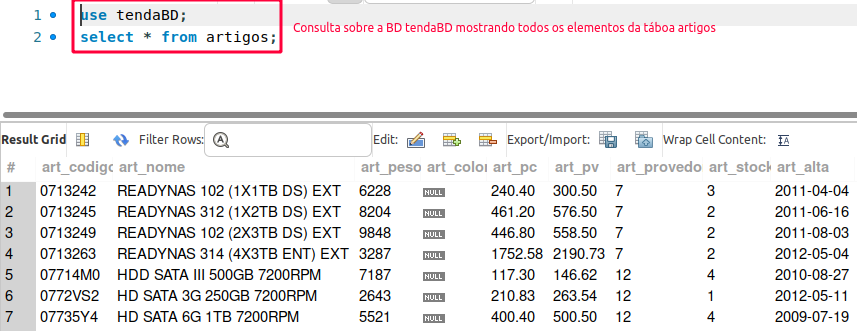 1 use tendaBD;
2 select * from artigos;
Consulta sobre a BD tendaBD mostrando todos os elementos da táboa artigos
Result Grid Filter Rows: Edit: Export/Import: Wrap Cell Content:
# art_codigo art_nome art_peso art_color art_pc art_pv art_provedor art_stock art_alta
1 0713242 READYNAS 102 (1X1TB DS) EXT 6228 NULL 240.40 300.50 7 3 2011-04-04
2 0713245 READYNAS 312 (1X2TB DS) EXT 8204 NULL 461.20 576.50 7 2 2011-06-16
3 0713249 READYNAS 102 (2X3TB DS) EXT 9848 NULL 446.80 558.50 7 2 2011-08-03
4 0713263 READYNAS 314 (4X3TB ENT) EXT 3287 NULL 1752.58 2190.73 7 2 2012-05-04
5 07714M0 HDD SATA III 500GB 7200RPM 7187 NULL 117.30 146.62 12 4 2010-08-27
6 0772VS2 HD SATA 3G 250GB 7200RPM 2643 NULL 210.83 263.54 12 1 2012-05-11
7 07735Y4 HD SATA 6G 1TB 7200RPM 5521 NULL 400.40 500.50 12 4 2009-07-19